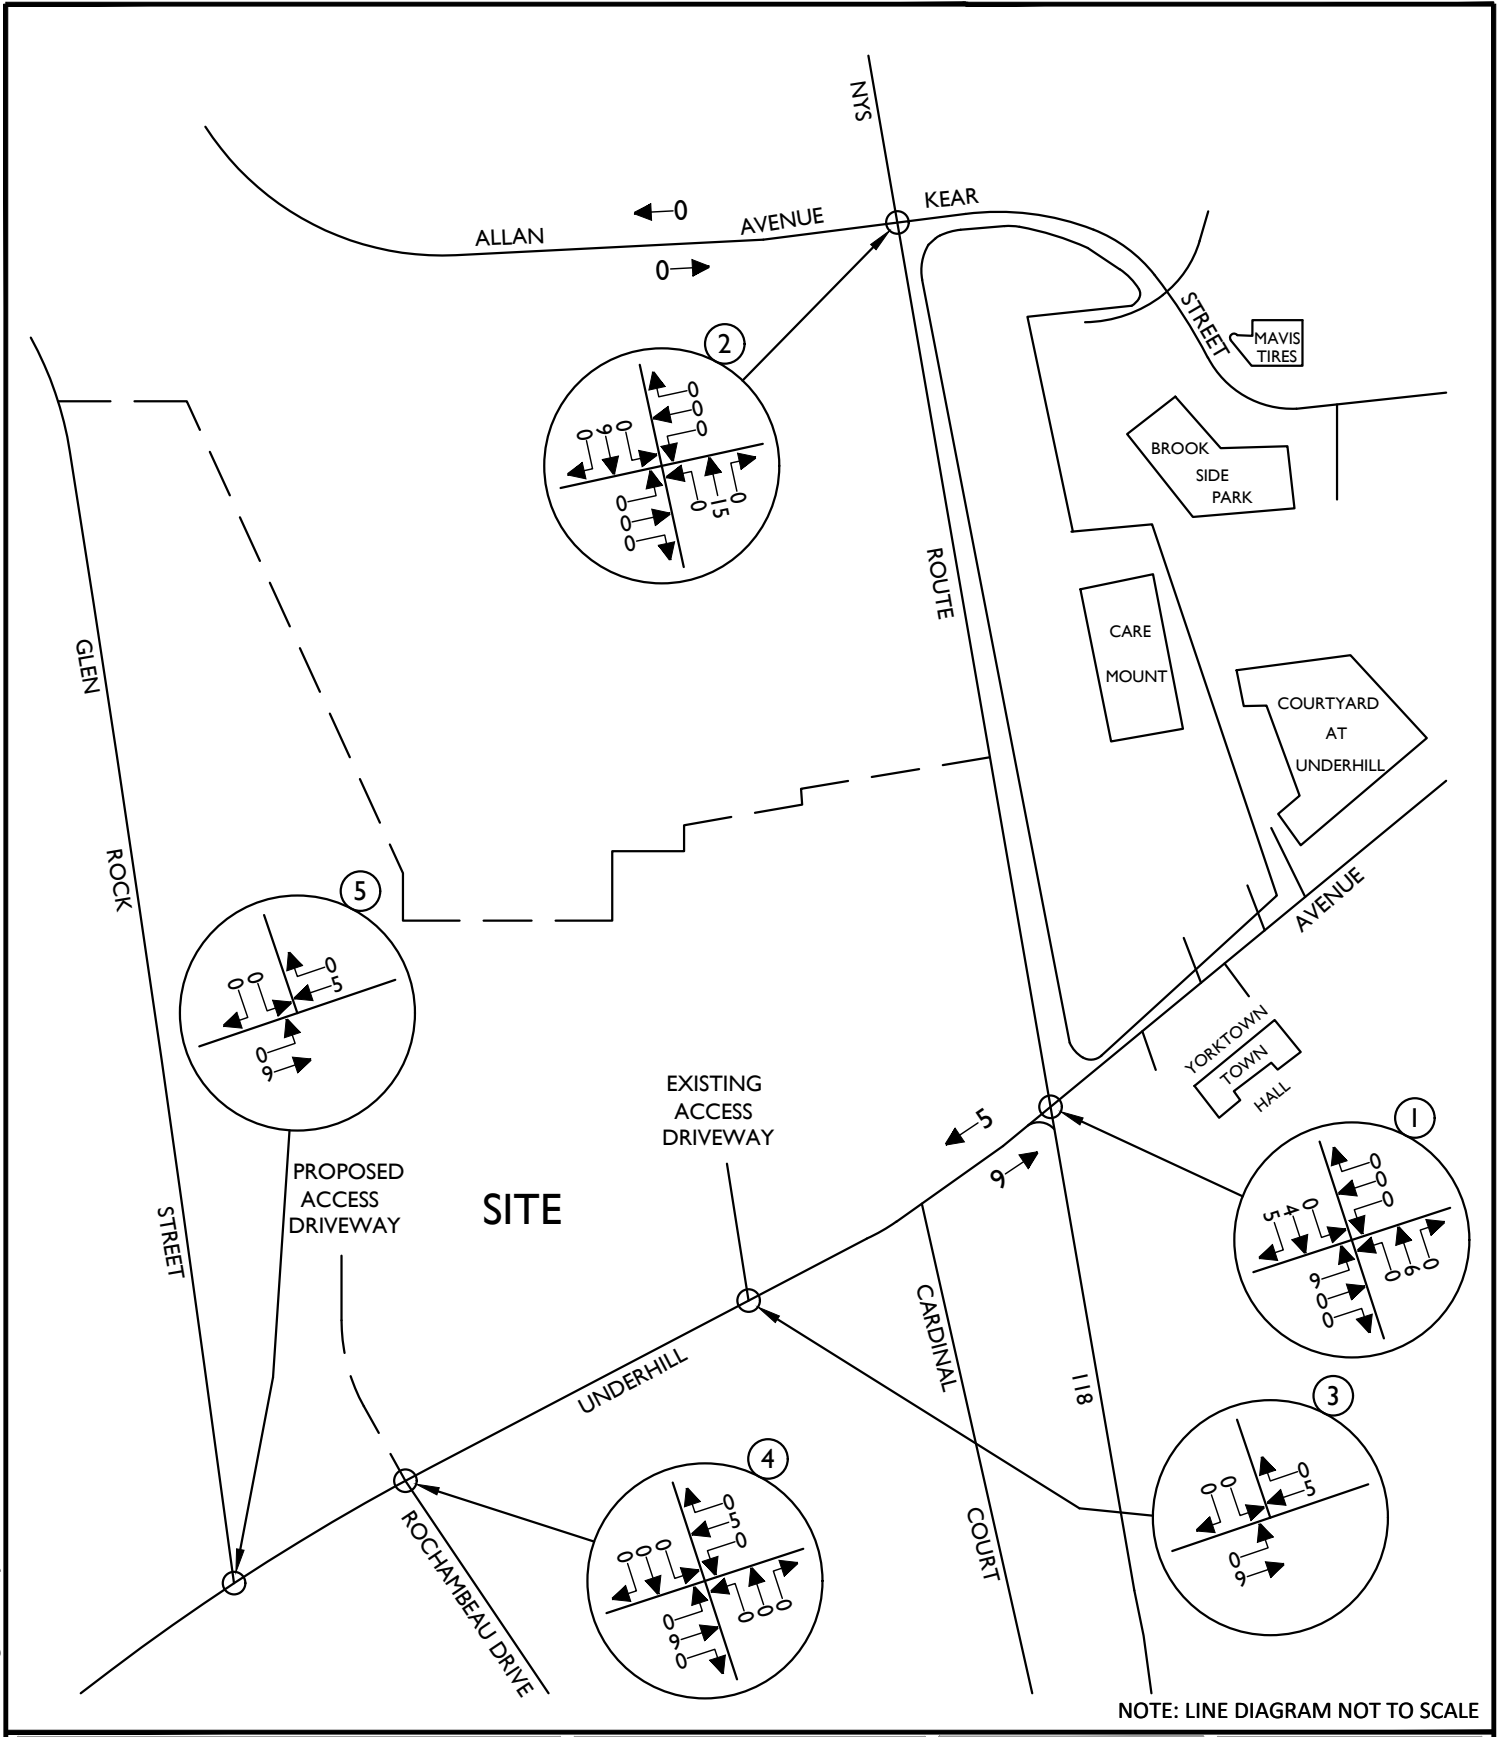 NYS
KEAR
ALLAN
AVENUE
0
0
STREET
MAVIS
TIRES
2
0
0
0
0
9
0
0
0
0
0
15
0
BROOK
SIDE
PARK
ROUTE
CARE
MOUNT
GLEN
COURTYARD
AT
UNDERHILL
ROCK
AVENUE
5
0
5
0
0
0
9
YORKTOWN
TOWN
HALL
EXISTING
ACCESS
DRIVEWAY
5
9
1
0
0
0
5
4
0
9
0
0
0
6
0
PROPOSED
ACCESS
DRIVEWAY
SITE
STREET
CARDINAL
UNDERHILL
118
3
0
5
0
0
0
9
4
0
5
0
0
0
0
0
9
0
0
0
0
COURT
ROCHAMBEAU DRIVE
NOTE: LINE DIAGRAM NOT TO SCALE